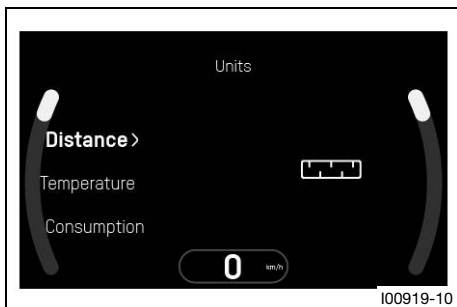 Units
Distance >
Temperature
Consumption
0 km/h
I00919-10